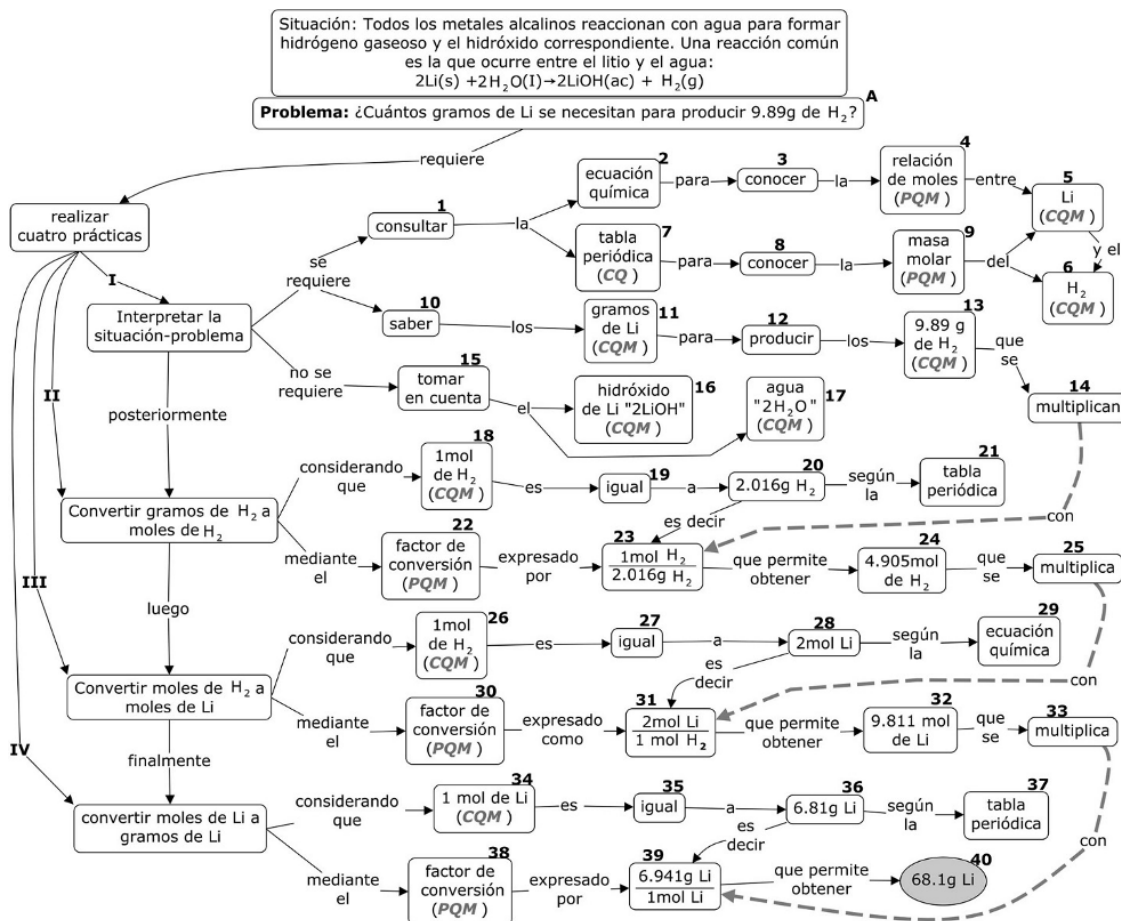 Situación: Todos los metales alcalinos reaccionan con agua para formar
hidrógeno gaseoso y el hidróxido correspondiente. Una reacción común
es la que ocurre entre el litio y el agua:
2Li(s) +2H₂O(I)→2LiOH(ac) + H₂(g)
A
Problema: ¿Cuántos gramos de Li se necesitan para producir 9.89g de H₂?
requiere
realizar
cuatro prácticas
I
II
III
IV
Interpretar la
situación-problema
se
requiere
1
consultar
la
2
ecuación
química
para
3
conocer
la
4
relación
de moles
(PQM )
entre
5
Li
(CQM )
y el
7
tabla
periódica
(CQ )
para
8
conocer
la
9
masa
molar
(PQM )
del
6
H₂
(CQM )
10
saber
los
11
gramos
de Li
(CQM )
para
12
producir
los
13
9.89 g
de H₂
(CQM )
que
se
14
multiplican
con
no se
requiere
15
tomar
en cuenta
el
16
hidróxido
de Li "2LiOH"
(CQM )
17
agua
"2H₂O"
(CQM )
posteriormente
Convertir gramos de H₂ a
moles de H₂
considerando
que
18
1mol
de H₂
(CQM )
es
19
igual
a
20
2.016g H₂
según
la
21
tabla
periódica
es decir
mediante
el
22
factor de
conversión
(PQM )
expresado
por
23
1mol H₂
2.016g H₂
que permite
obtener
24
4.905mol
de H₂
que
se
25
multiplica
con
luego
Convertir moles de H₂ a
moles de Li
considerando
que
26
1mol
de H₂
(CQM )
es
27
igual
a
28
2mol Li
según
la
29
ecuación
química
es
decir
mediante
el
30
factor de
conversión
(PQM )
expresado
como
31
2mol Li
1 mol H₂
que permite
obtener
32
9.811 mol
de Li
que
se
33
multiplica
con
finalmente
convertir moles de Li a
gramos de Li
considerando
que
34
1 mol de Li
(CQM )
es
35
igual
a
36
6.81g Li
según
la
37
tabla
periódica
es
decir
mediante
el
38
factor de
conversión
(PQM )
expresado
por
39
6.941g Li
1mol Li
que permite
obtener
40
68.1g Li